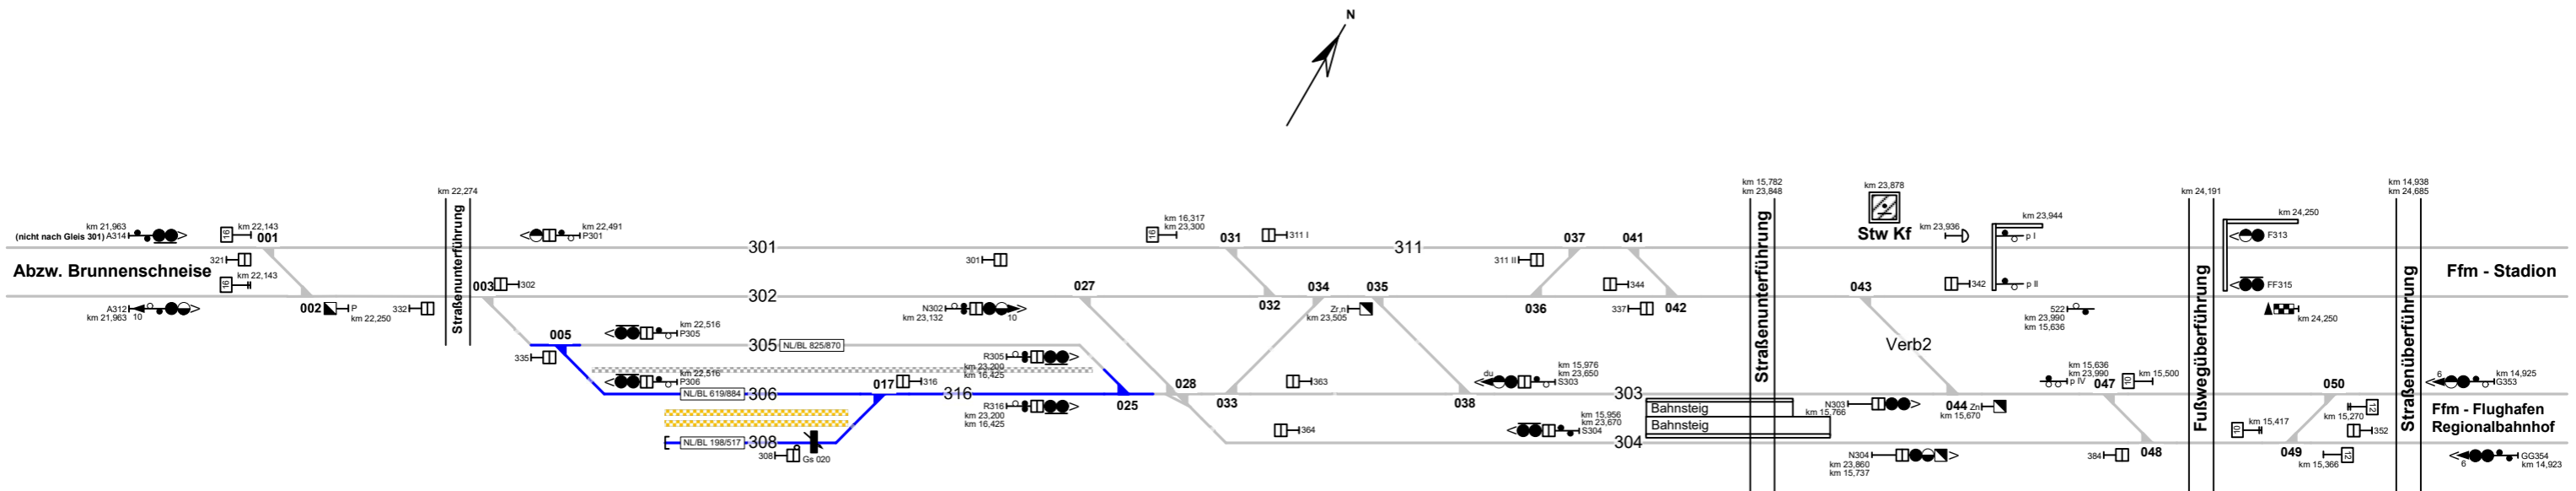 N
km 22,274
km 15,782
km 23,848
km 23,878
km 24,191
km 14,938
km 24,685
Straßenunterführung
Straßenunterführung
Fußwegüberführung
Straßenüberführung
km 21,963
(nicht nach Gleis 301) A314
16
km 22,143
001
km 22,491
P301
301
16
km 16,317
km 23,300
031
311 I
311
037
041
Stw Kf
km 23,936
km 23,944
p I
km 24,250
F313
Abzw. Brunnenschneise
321
16
km 22,143
301
311 II
Ffm - Stadion
003
302
302
027
032
034
035
344
043
342
p II
FF315
A312
km 21,963
10
002
P
km 22,250
332
N302
km 23,132
10
Zr,n
km 23,505
036
337
042
522
km 23,990
km 15,636
km 24,250
005
km 22,516
P305
335
305
NL/BL 825/870
R305
km 23,200
km 16,425
Verb2
km 22,516
P306
306
NL/BL 619/884
017
316
316
025
028
033
363
du
km 15,976
km 23,650
S303
038
303
km 15,636
km 23,990
p IV
047
10
km 15,500
050
6
km 14,925
G353
R316
km 23,200
km 16,425
Bahnsteig
Bahnsteig
N303
km 15,766
044
Zn
km 15,670
km 15,270
12
Ffm - Flughafen
Regionalbahnhof
NL/BL 198/517
308
308
Gs 020
364
km 15,956
km 23,670
S304
304
N304
km 23,860
km 15,737
384
048
10
km 15,417
049
km 15,366
12
352
6
GG354
km 14,923